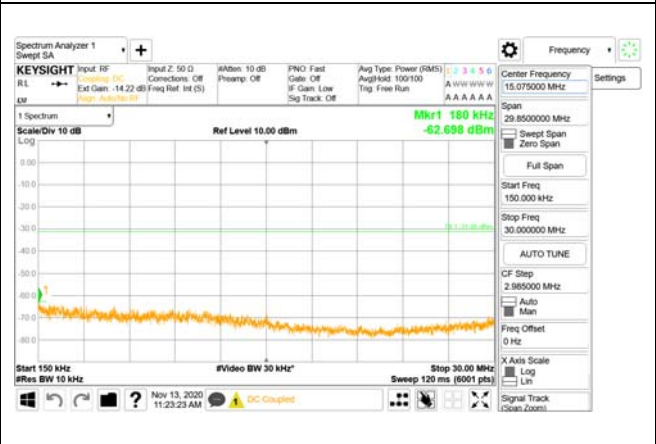 Spectrum Analyzer 1
Swept SA
+
Frequency
KEYSIGHT
RL
Input: RF
Coupling: DC
Ext Gain: -14.22 dB
Align: Auto/No RF
Input Z: 50 Ω
Corrections: Off
Freq Ref: Int (S)
#Atten: 10 dB
Preamp: Off
PNO: Fast
Gate: Off
IF Gain: Low
Sig Track: Off
Avg Type: Power (RMS)
Avg|Hold: 100/100
Trig: Free Run
1 2 3 4 5 6
A W W W W W
A A A A A A
1 Spectrum
Scale/Div 10 dB
Log
Ref Level 10.00 dBm
Mkr1 180 kHz
-62.698 dBm
0.00
-10.0
-20.0
-30.0
-40.0
-50.0
-60.0
-70.0
-80.0
1
Start 150 kHz
#Res BW 10 kHz
#Video BW 30 kHz*
Stop 30.00 MHz
Sweep 120 ms (6001 pts)
?
Nov 13, 2020
11:23:23 AM
1
DC Coupled
Center Frequency
15.075000 MHz
Settings
Span
29.8500000 MHz
Swept Span
Zero Span
Full Span
Start Freq
150.000 kHz
Stop Freq
30.000000 MHz
AUTO TUNE
CF Step
2.985000 MHz
Auto
Man
Freq Offset
0 Hz
X Axis Scale
Log
Lin
Signal Track
(Span Zoom)